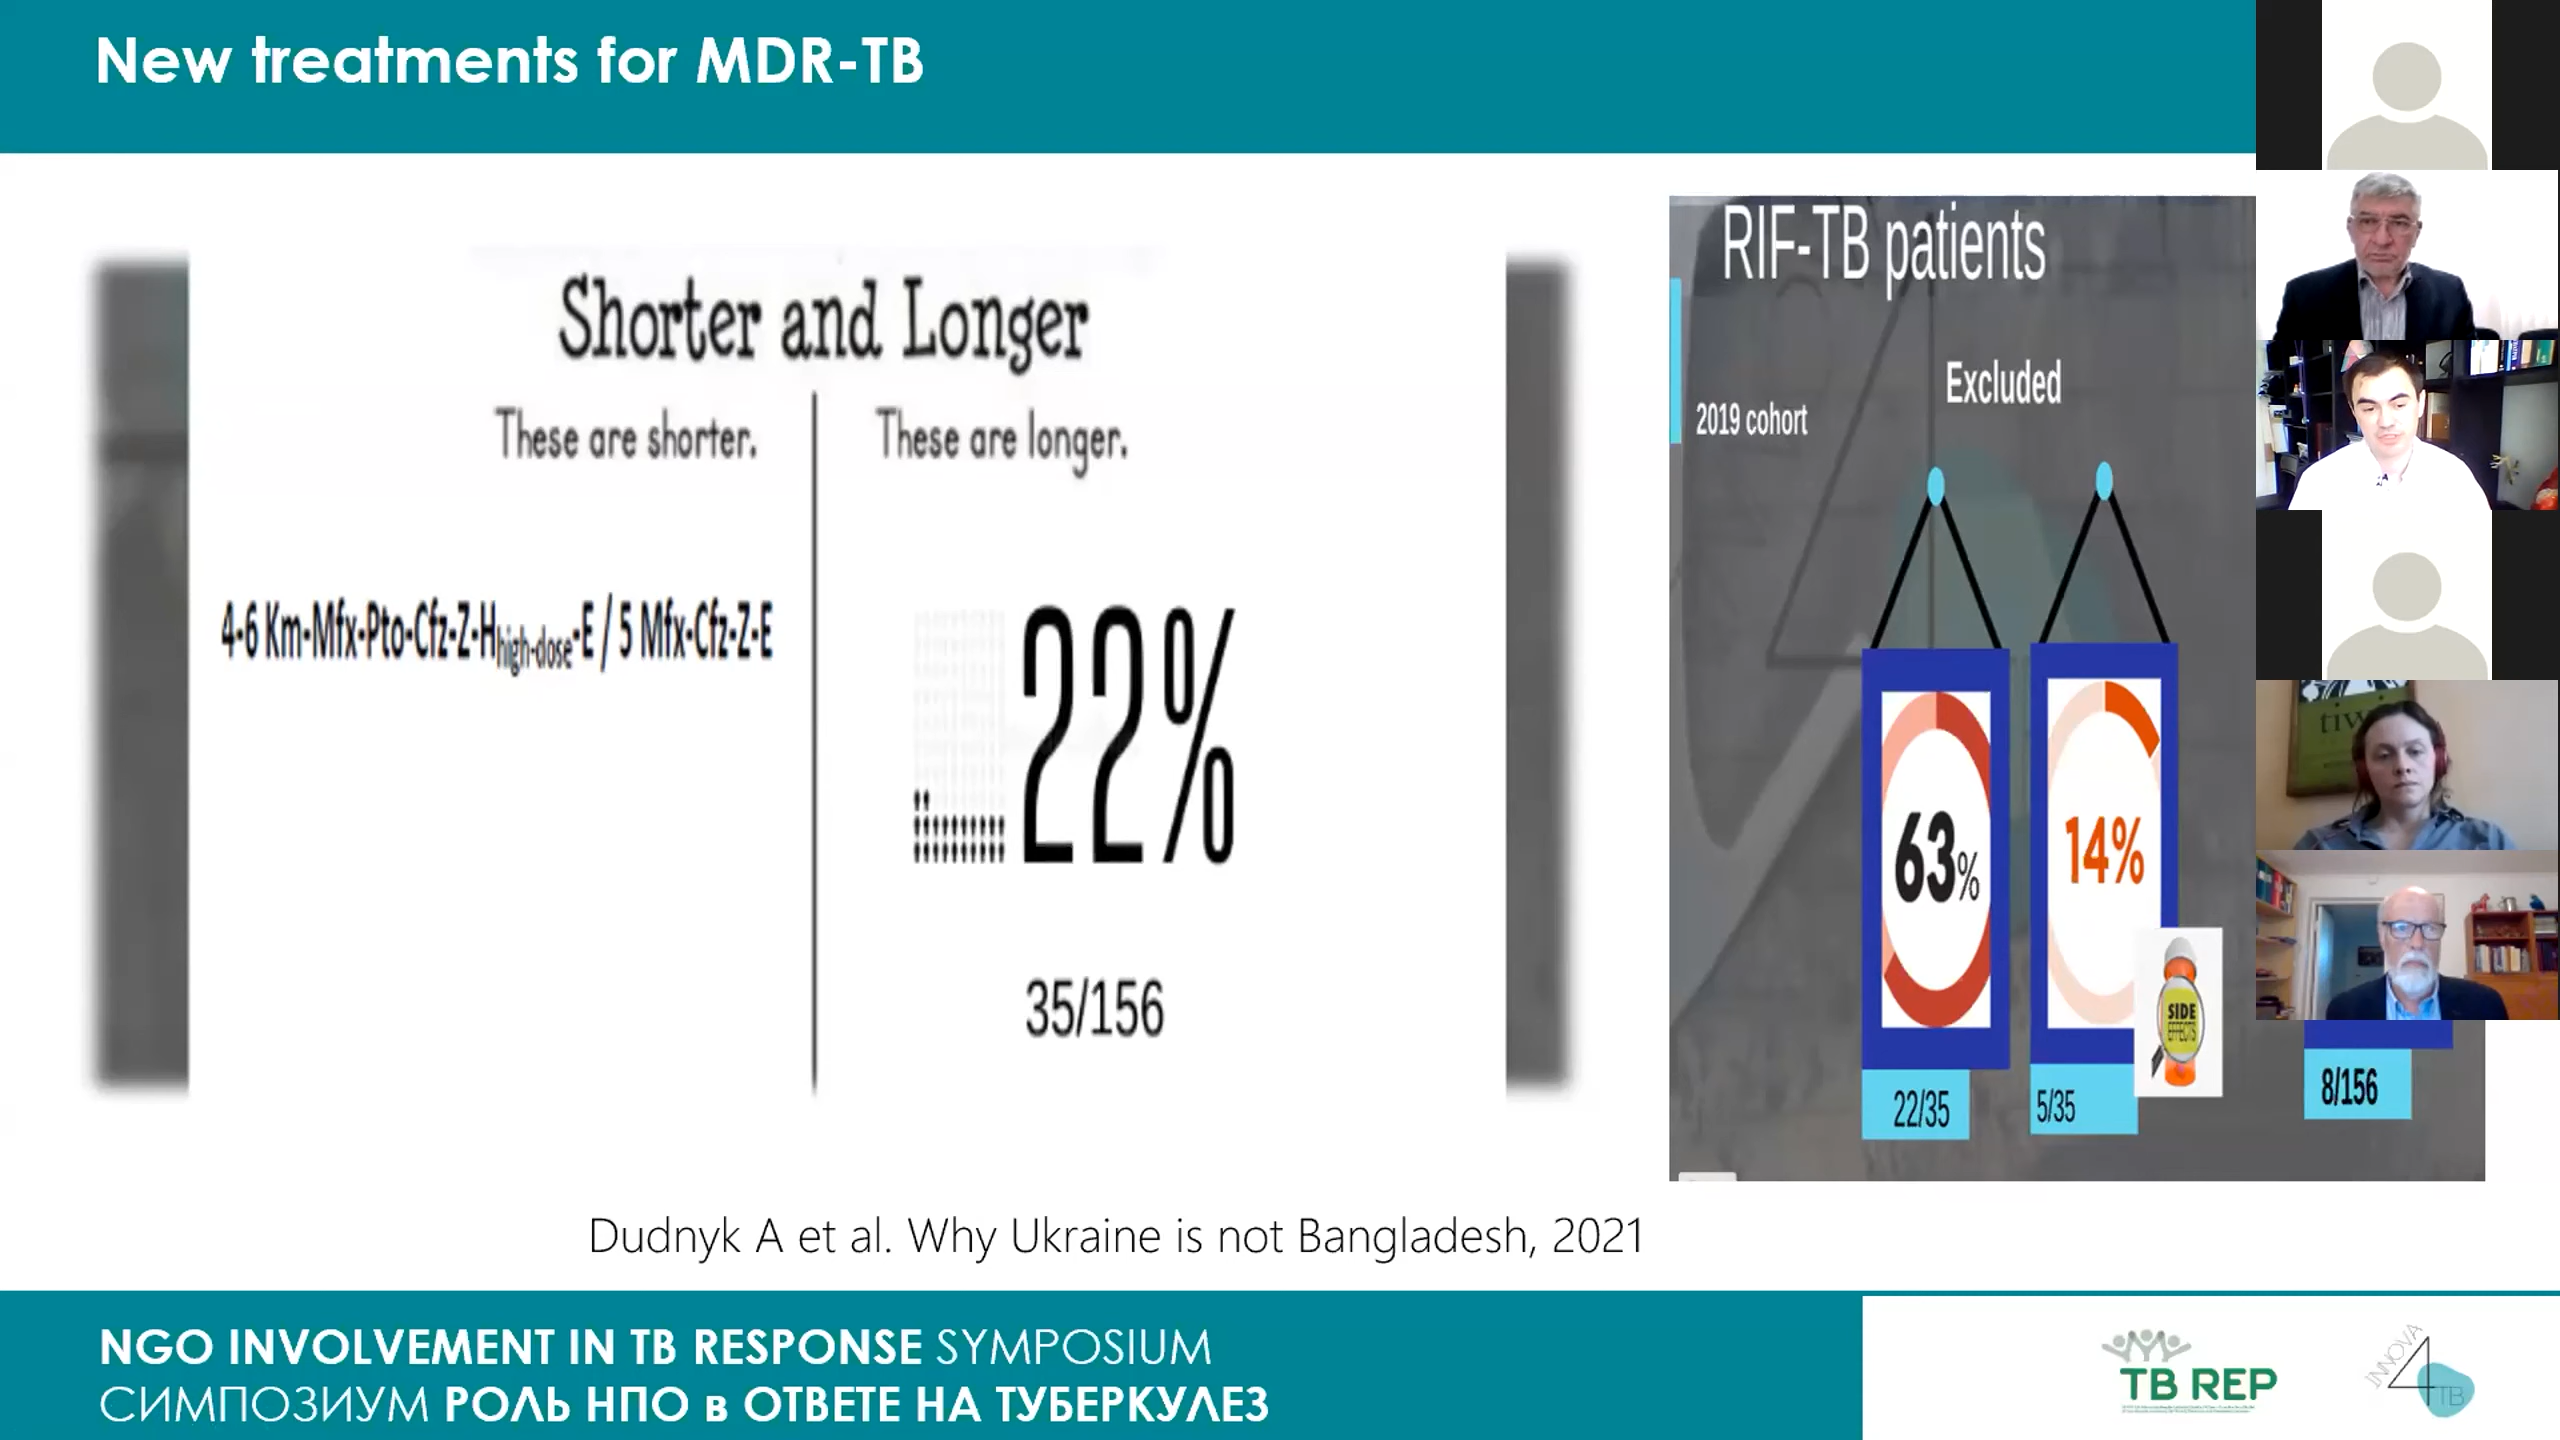 New treatments for MDR-TB
Shorter and Longer
These are shorter.
These are longer.
4-6 Km-Mfx-Pto-Cfz-Z-Hhigh-dose-E / 5 Mfx-Cfz-Z-E
22%
35/156
RIF-TB patients
Excluded
2019 cohort
63%
14%
SIDE
EFFECTS
22/35
5/35
8/156
tiwi
Dudnyk A et al. Why Ukraine is not Bangladesh, 2021
NGO INVOLVEMENT IN TB RESPONSE SYMPOSIUM
СИМПОЗИУМ РОЛЬ НПО в ОТВЕТЕ НА ТУБЕРКУЛЕЗ
TB REP
INNOVA
4
TB